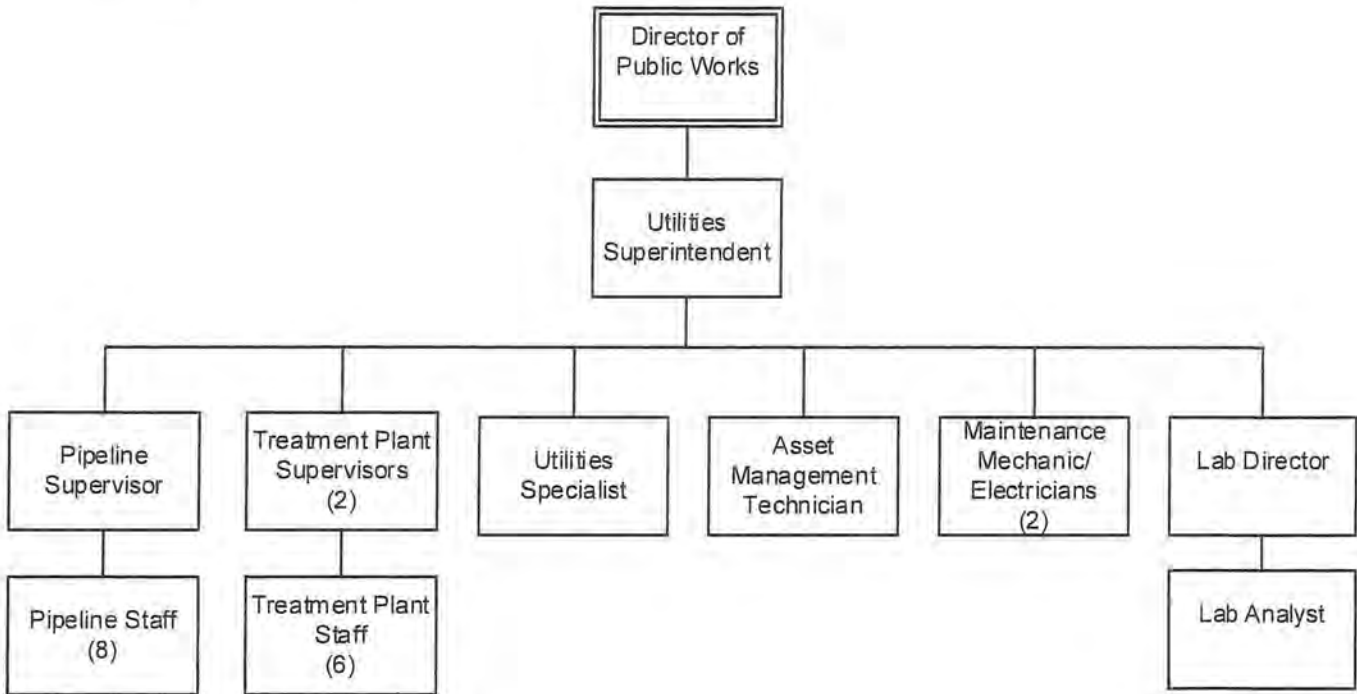 Director of
Public Works
Utilities
Superintendent
Pipeline
Supervisor
Treatment Plant
Supervisors
(2)
Utilities
Specialist
Asset
Management
Technician
Maintenance
Mechanic/
Electricians
(2)
Lab Director
Pipeline Staff
(8)
Treatment Plant
Staff
(6)
Lab Analyst